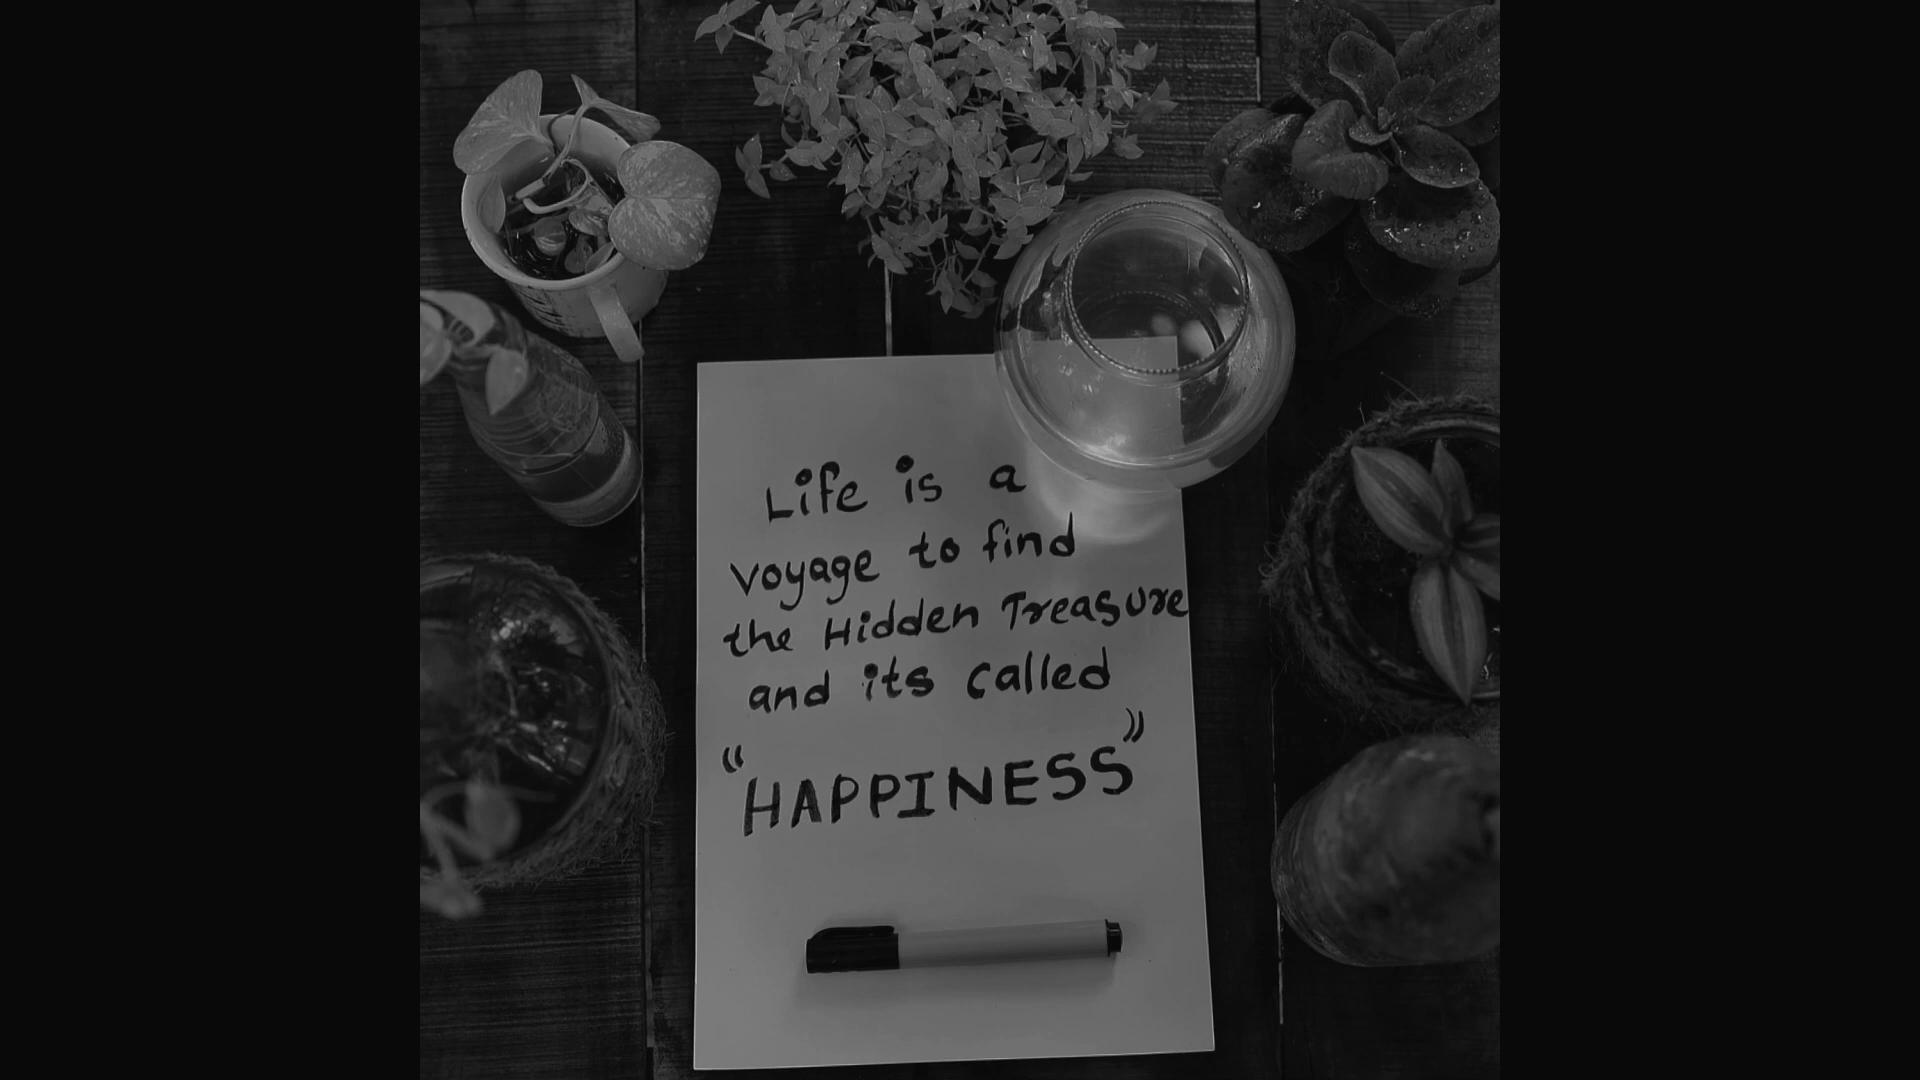 Life is a
voyage to find
the Hidden Treasure
and its called
"HAPPINESS"